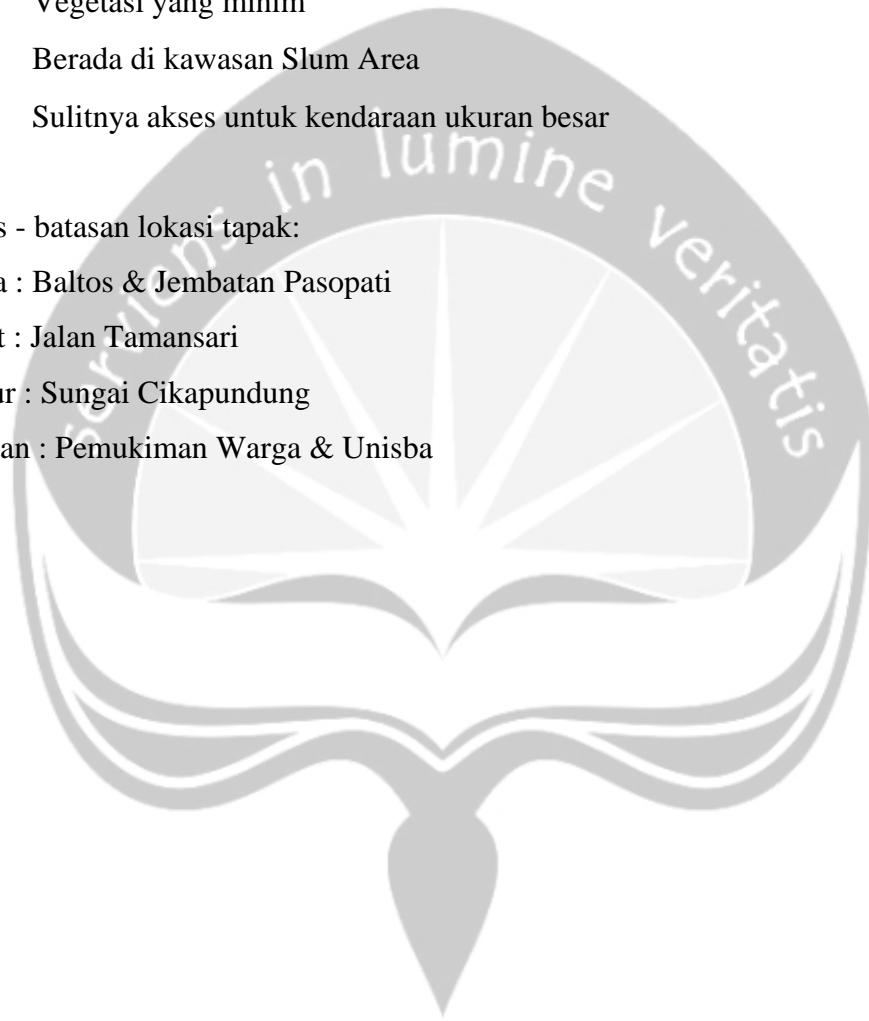 Vegetasi yang minim
Berada di kawasan Slum Area
Sulitnya akses untuk kendaraan ukuran besar
s - batasan lokasi tapak:
a : Baltos & Jembatan Pasopati
t : Jalan Tamansari
ur : Sungai Cikapundung
an : Pemukiman Warga & Unisba
serviens in lumine veritatis